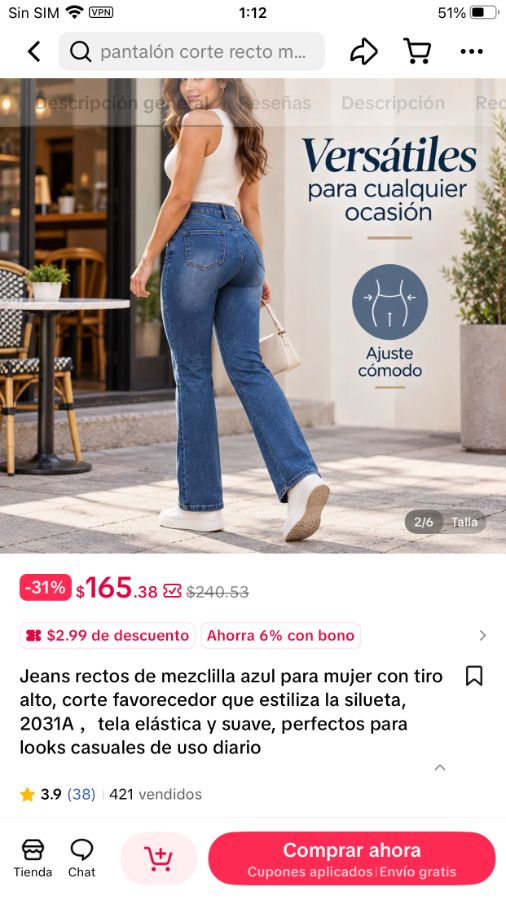 Sin SIM VPN 1:12 51%
pantalón corte recto m...
Descripción general Reseñas Descripción Rec
Versátiles
para cualquier
ocasión
Ajuste
cómodo
2/6 Talla
-31% $165.38 $240.53
$2.99 de descuento Ahorra 6% con bono
Jeans rectos de mezclilla azul para mujer con tiro
alto, corte favorecedor que estiliza la silueta,
2031A ，tela elástica y suave, perfectos para
looks casuales de uso diario
3.9 (38) 421 vendidos
Tienda Chat Comprar ahora
Cupones aplicados | Envío gratis